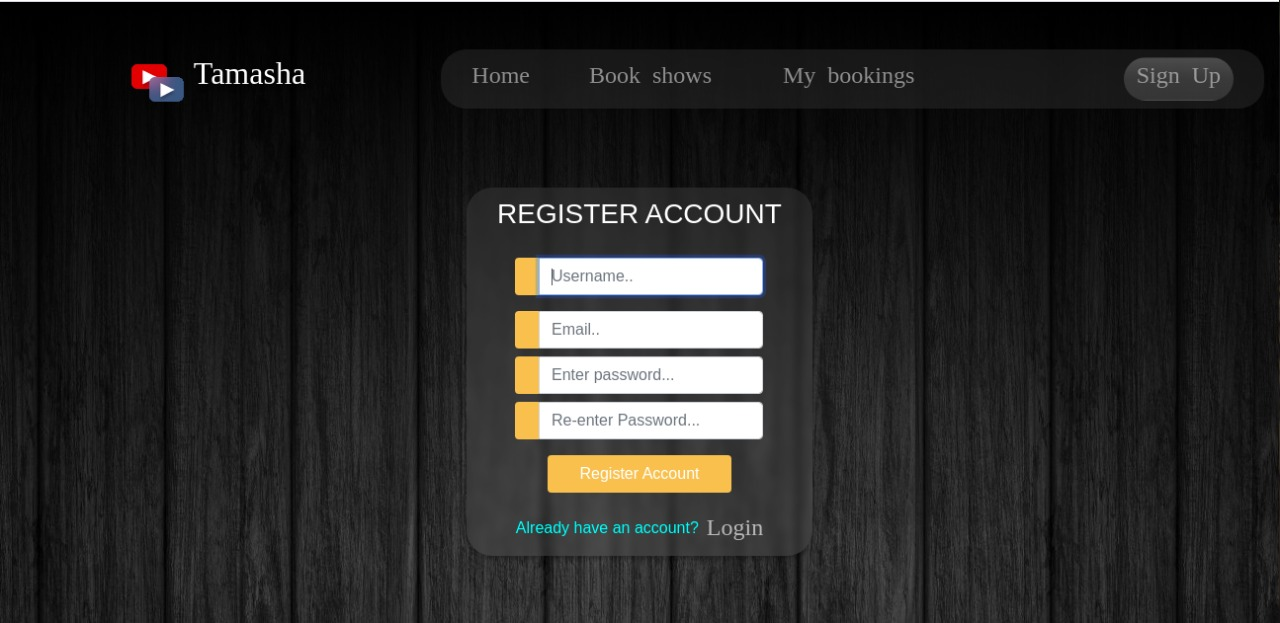 Tamasha
Home Book shows My bookings Sign Up
REGISTER ACCOUNT
Username..
Email..
Enter password...
Re-enter Password...
Register Account
Already have an account? Login